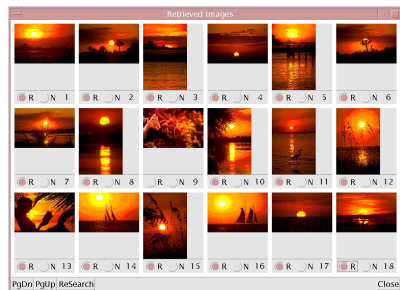 Retrieved Images
R N 1 R N 2 R N 3 R N 4 R N 5 R N 6
R N 7 R N 8 R N 9 R N 10 R N 11 R N 12
R N 13 R N 14 R N 15 R N 16 R N 17 R N 18
PgDn PgUp ReSearch Close